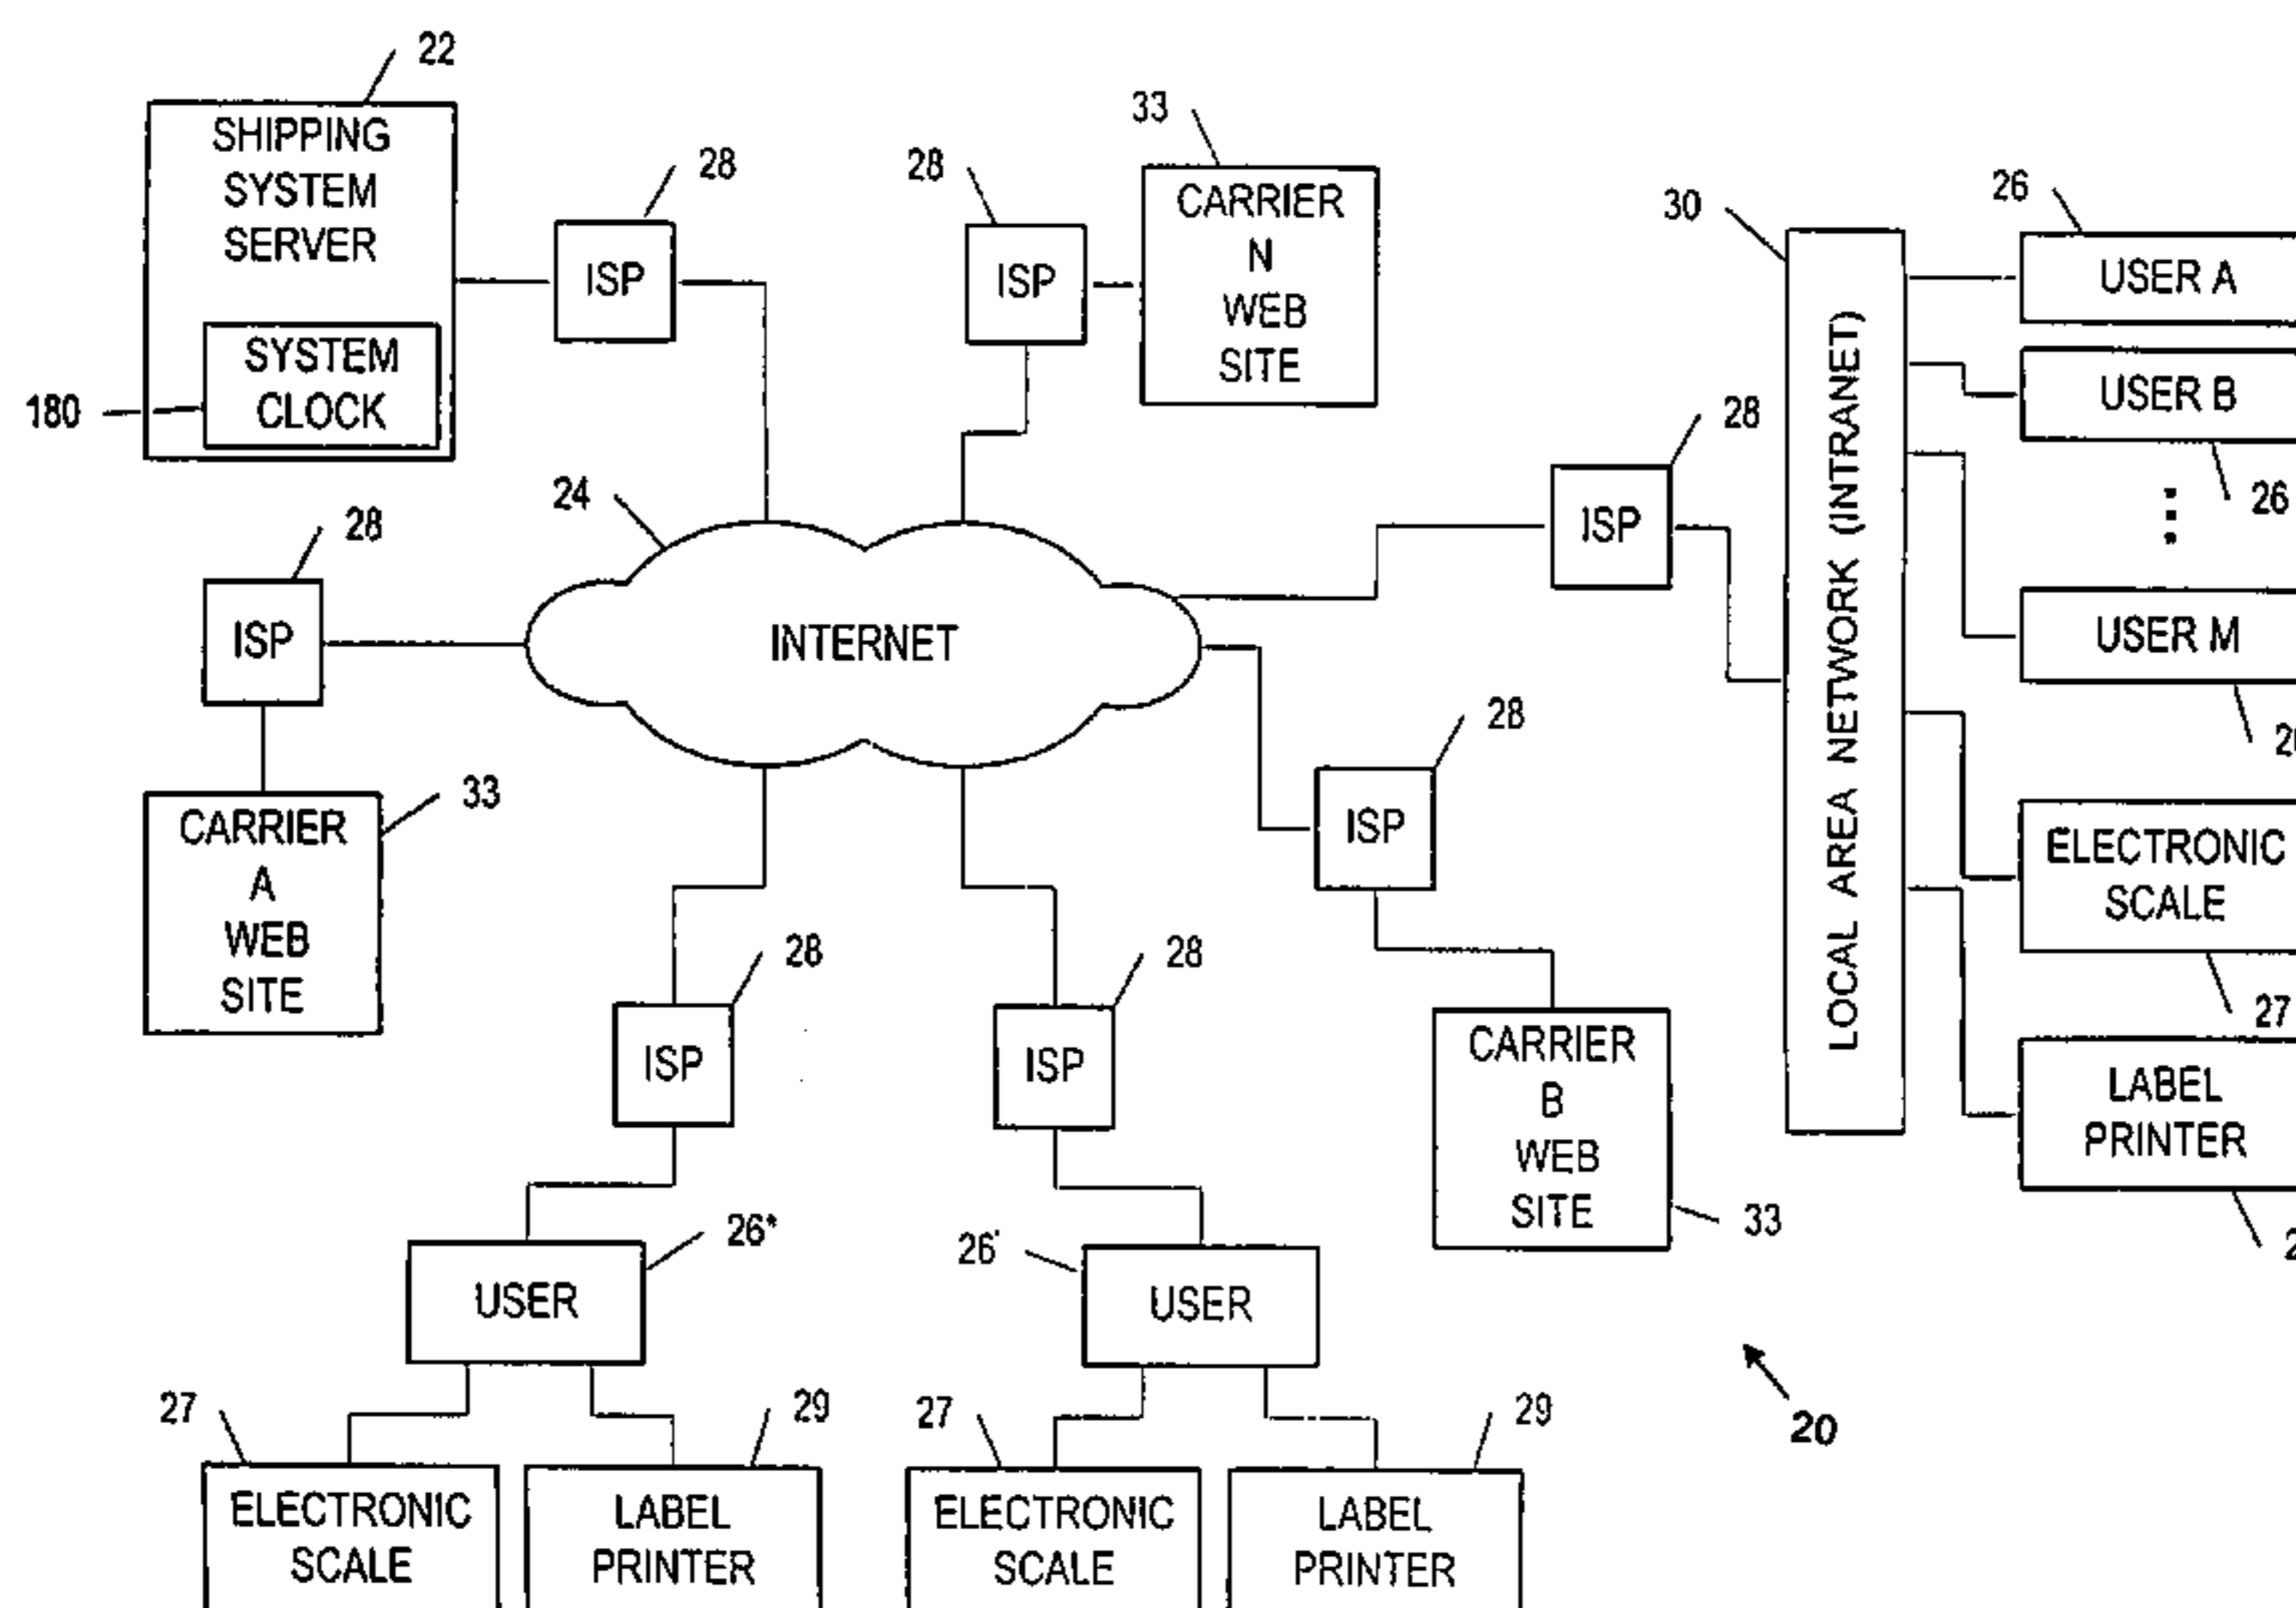 22
SHIPPING
SYSTEM
SERVER
SYSTEM
CLOCK
180
28
ISP
28
ISP
33
CARRIER
N
WEB
SITE
24
INTERNET
28
ISP
33
CARRIER
A
WEB
SITE
28
ISP
30
LOCAL AREA NETWORK (INTRANET)
26
USER A
USER B
26
USER M
ELECTRONIC
SCALE
27
LABEL
PRINTER
28
ISP
CARRIER
B
WEB
SITE
33
28
ISP
28
ISP
26*
USER
26'
USER
27
ELECTRONIC
SCALE
29
LABEL
PRINTER
27
ELECTRONIC
SCALE
29
LABEL
PRINTER
20